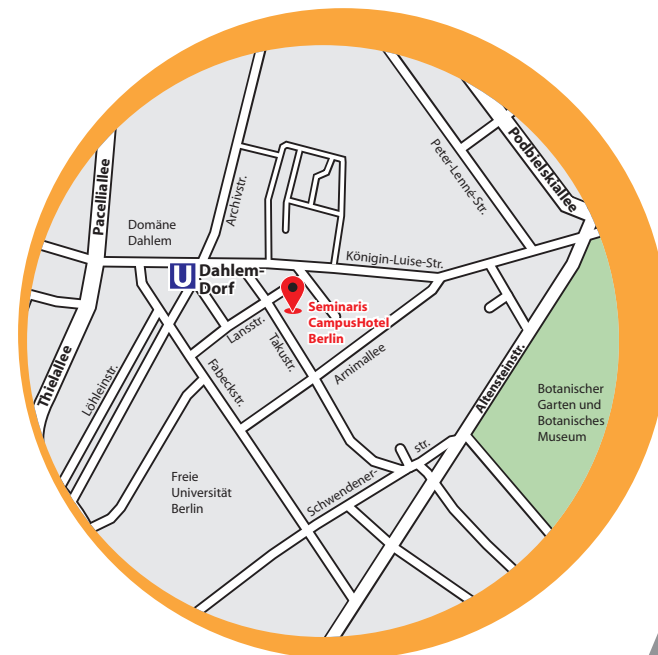 Podbielskiallee
Peter-Lenné-Str.
Pacelliallee
Archivstr.
Domäne
Dahlem
Königin-Luise-Str.
U Dahlem-
Dorf
Seminaris
CampusHotel
Berlin
Lansstr.
Takustr.
Arnimallee
Thielallee
Löhleinstr.
Fabeckstr.
Altensteinstr.
Botanischer
Garten und
Botanisches
Museum
Schwendener-
str.
Freie
Universität
Berlin